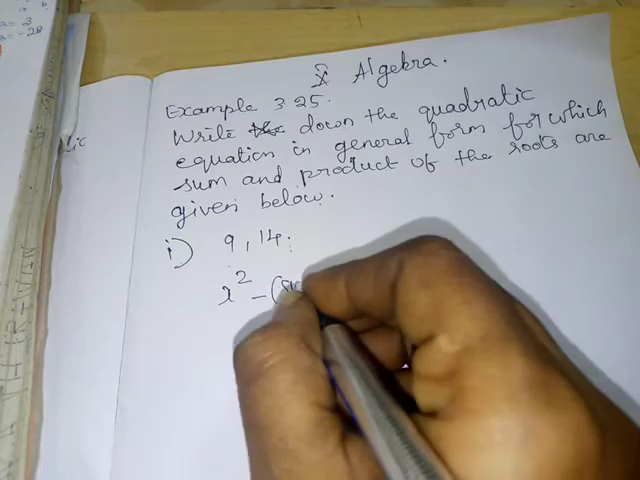 X Algebra.
Example 3.25.
Write down the quadratic
equation in general form for which
sum and product of the roots are
given below.
i) 9, 14.
x² - (su